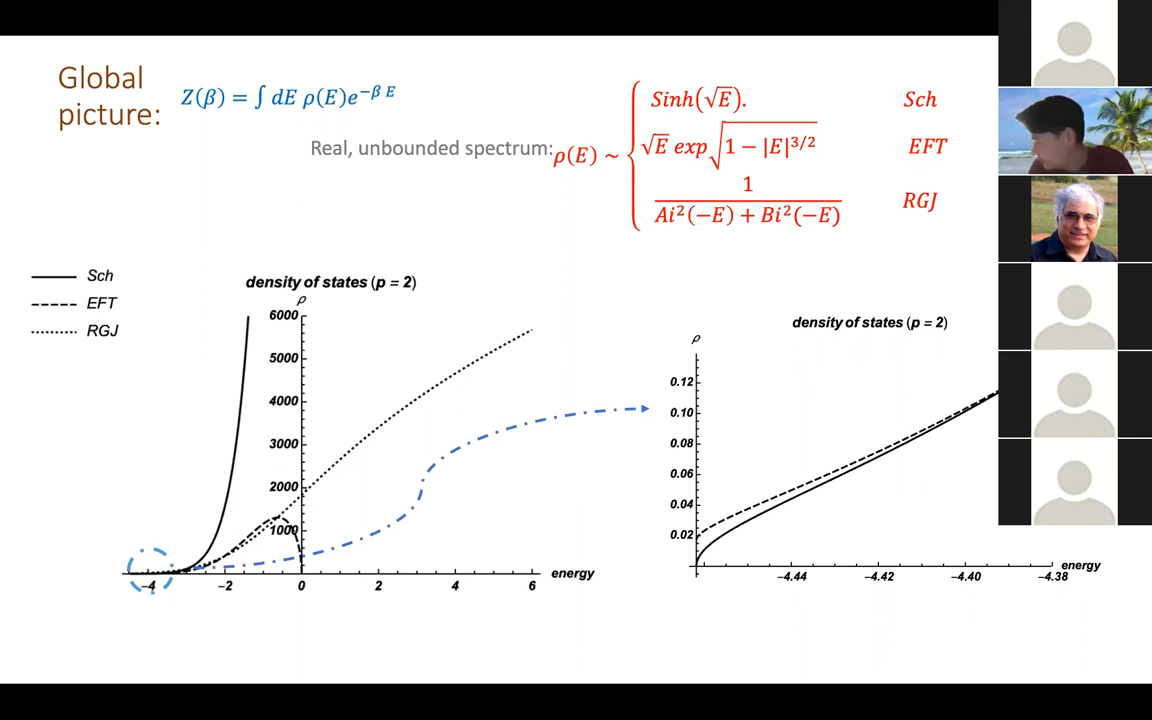 Global
picture:
Z(β) = ∫ dE ρ(E)e^{−β E}
Real, unbounded spectrum:
ρ(E) ~
Sinh(√E). Sch
√E exp√(1 − |E|^{3/2}) EFT
1
Ai²(−E) + Bi²(−E) RGJ
Sch
EFT
RGJ
density of states (p = 2)
ρ
6000
5000
4000
3000
2000
1000
−4 −2 0 2 4 6
energy
density of states (p = 2)
ρ
0.12
0.10
0.08
0.06
0.04
0.02
−4.44 −4.42 −4.40 −4.38
energy